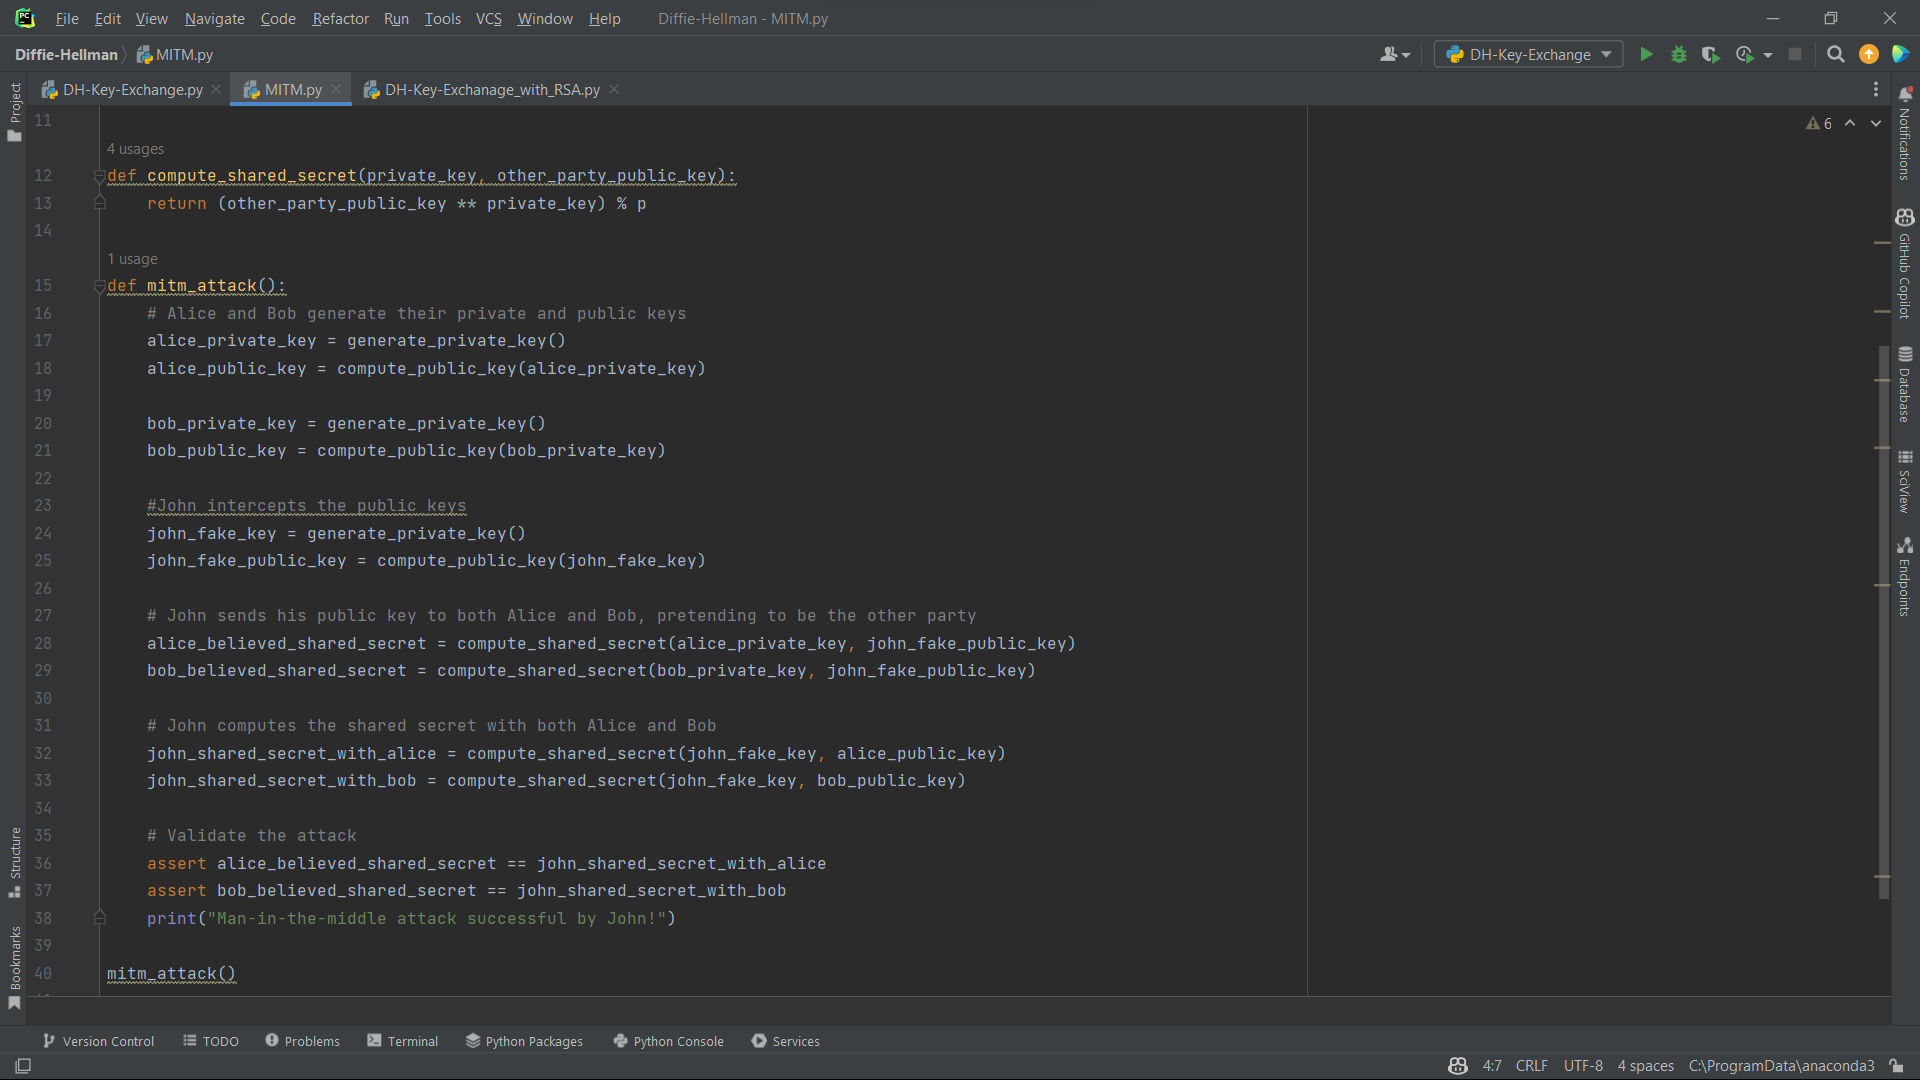 File Edit View Navigate Code Refactor Run Tools VCS Window Help Diffie-Hellman - MITM.py
Diffie-Hellman MITM.py DH-Key-Exchange
DH-Key-Exchange.py MITM.py DH-Key-Exchanage_with_RSA.py
Project
Structure
Bookmarks
6
11
4 usages
12 def compute_shared_secret(private_key, other_party_public_key):
13     return (other_party_public_key ** private_key) % p
14
1 usage
15 def mitm_attack():
16     # Alice and Bob generate their private and public keys
17     alice_private_key = generate_private_key()
18     alice_public_key = compute_public_key(alice_private_key)
19
20     bob_private_key = generate_private_key()
21     bob_public_key = compute_public_key(bob_private_key)
22
23     #John intercepts the public keys
24     john_fake_key = generate_private_key()
25     john_fake_public_key = compute_public_key(john_fake_key)
26
27     # John sends his public key to both Alice and Bob, pretending to be the other party
28     alice_believed_shared_secret = compute_shared_secret(alice_private_key, john_fake_public_key)
29     bob_believed_shared_secret = compute_shared_secret(bob_private_key, john_fake_public_key)
30
31     # John computes the shared secret with both Alice and Bob
32     john_shared_secret_with_alice = compute_shared_secret(john_fake_key, alice_public_key)
33     john_shared_secret_with_bob = compute_shared_secret(john_fake_key, bob_public_key)
34
35     # Validate the attack
36     assert alice_believed_shared_secret == john_shared_secret_with_alice
37     assert bob_believed_shared_secret == john_shared_secret_with_bob
38     print("Man-in-the-middle attack successful by John!")
39
40 mitm_attack()
Notifications
GitHub Copilot
Database
SciView
Endpoints
Version Control TODO Problems Terminal Python Packages Python Console Services
4:7 CRLF UTF-8 4 spaces C:\ProgramData\anaconda3